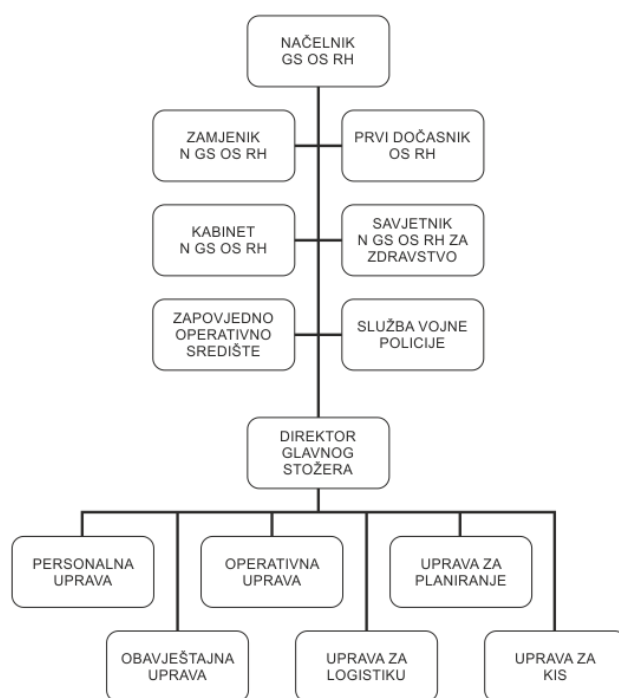 NAČELNIK
GS OS RH
ZAMJENIK
N GS OS RH
PRVI DOČASNIK
OS RH
KABINET
N GS OS RH
SAVJETNIK
N GS OS RH ZA
ZDRAVSTVO
ZAPOVJEDNO
OPERATIVNO
SREDIŠTE
SLUŽBA VOJNE
POLICIJE
DIREKTOR
GLAVNOG
STOŽERA
PERSONALNA
UPRAVA
OPERATIVNA
UPRAVA
UPRAVA ZA
PLANIRANJE
OBAVJEŠTAJNA
UPRAVA
UPRAVA ZA
LOGISTIKU
UPRAVA ZA
KIS